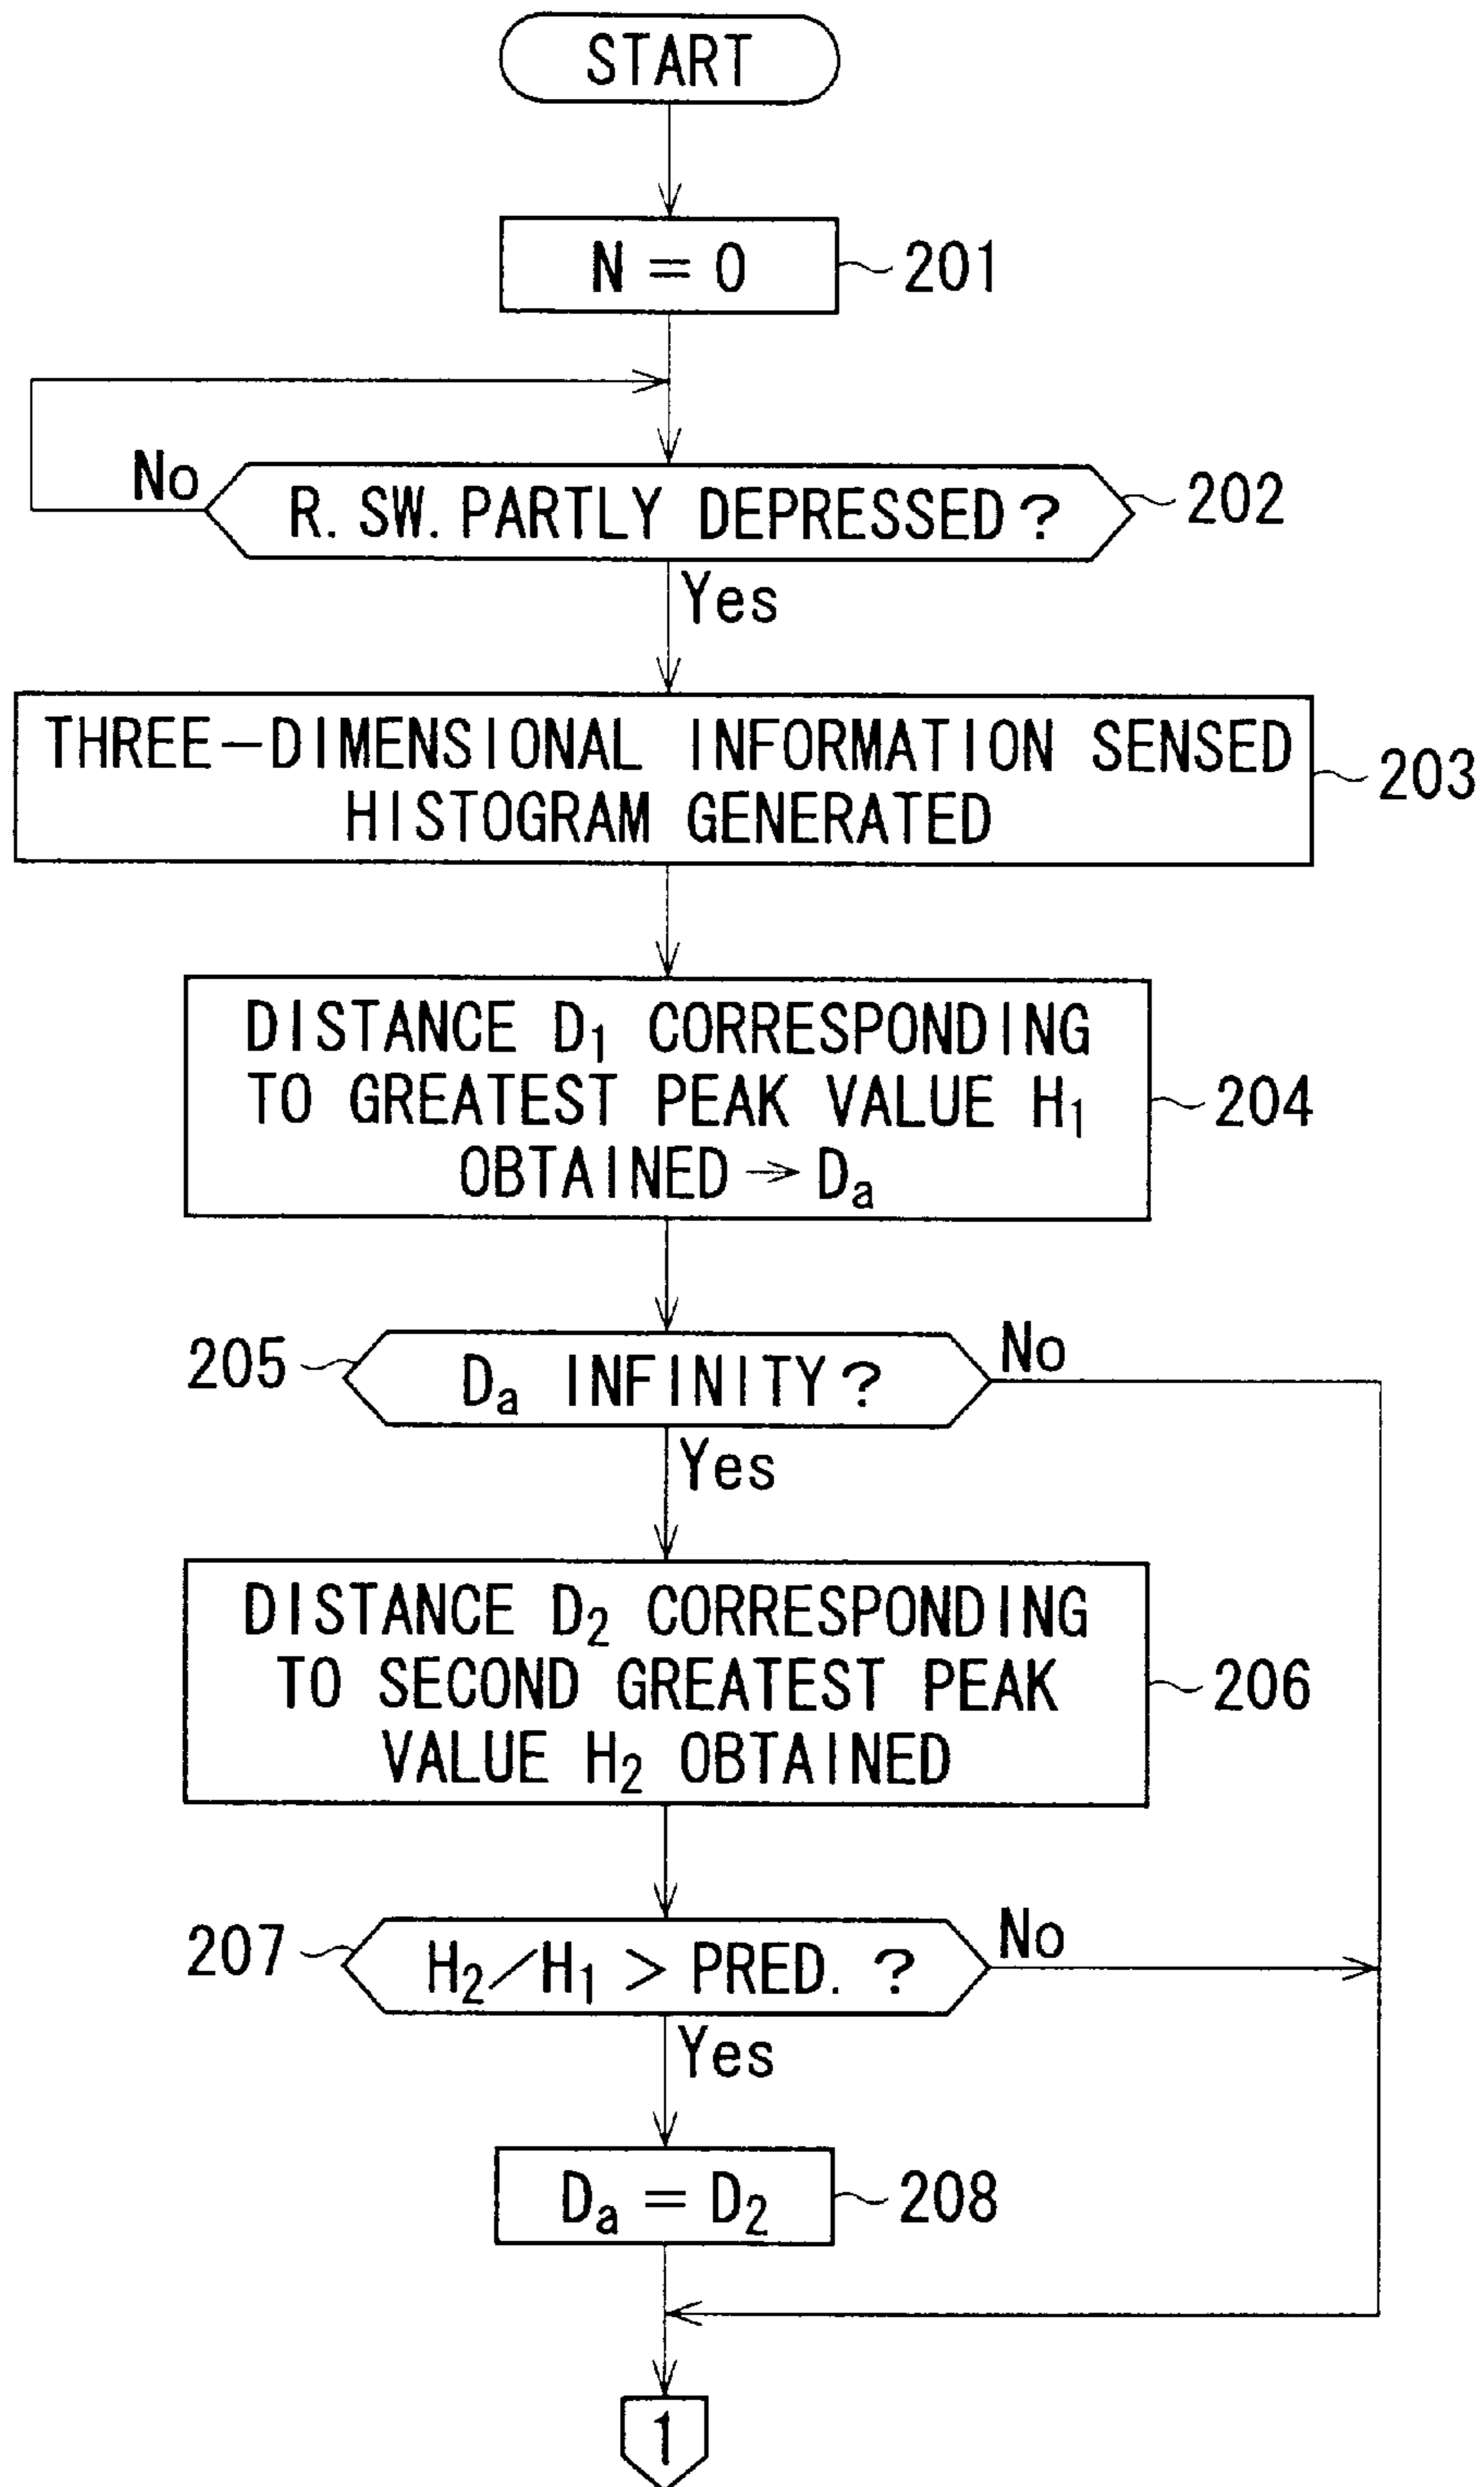 START
N = 0
201
No
R. SW. PARTLY DEPRESSED ?
202
Yes
THREE-DIMENSIONAL INFORMATION SENSED
HISTOGRAM GENERATED
203
DISTANCE D1 CORRESPONDING
TO GREATEST PEAK VALUE H1
OBTAINED → Da
204
205
Da INFINITY ?
No
Yes
DISTANCE D2 CORRESPONDING
TO SECOND GREATEST PEAK
VALUE H2 OBTAINED
206
207
H2/H1 > PRED. ?
No
Yes
Da = D2
208
1